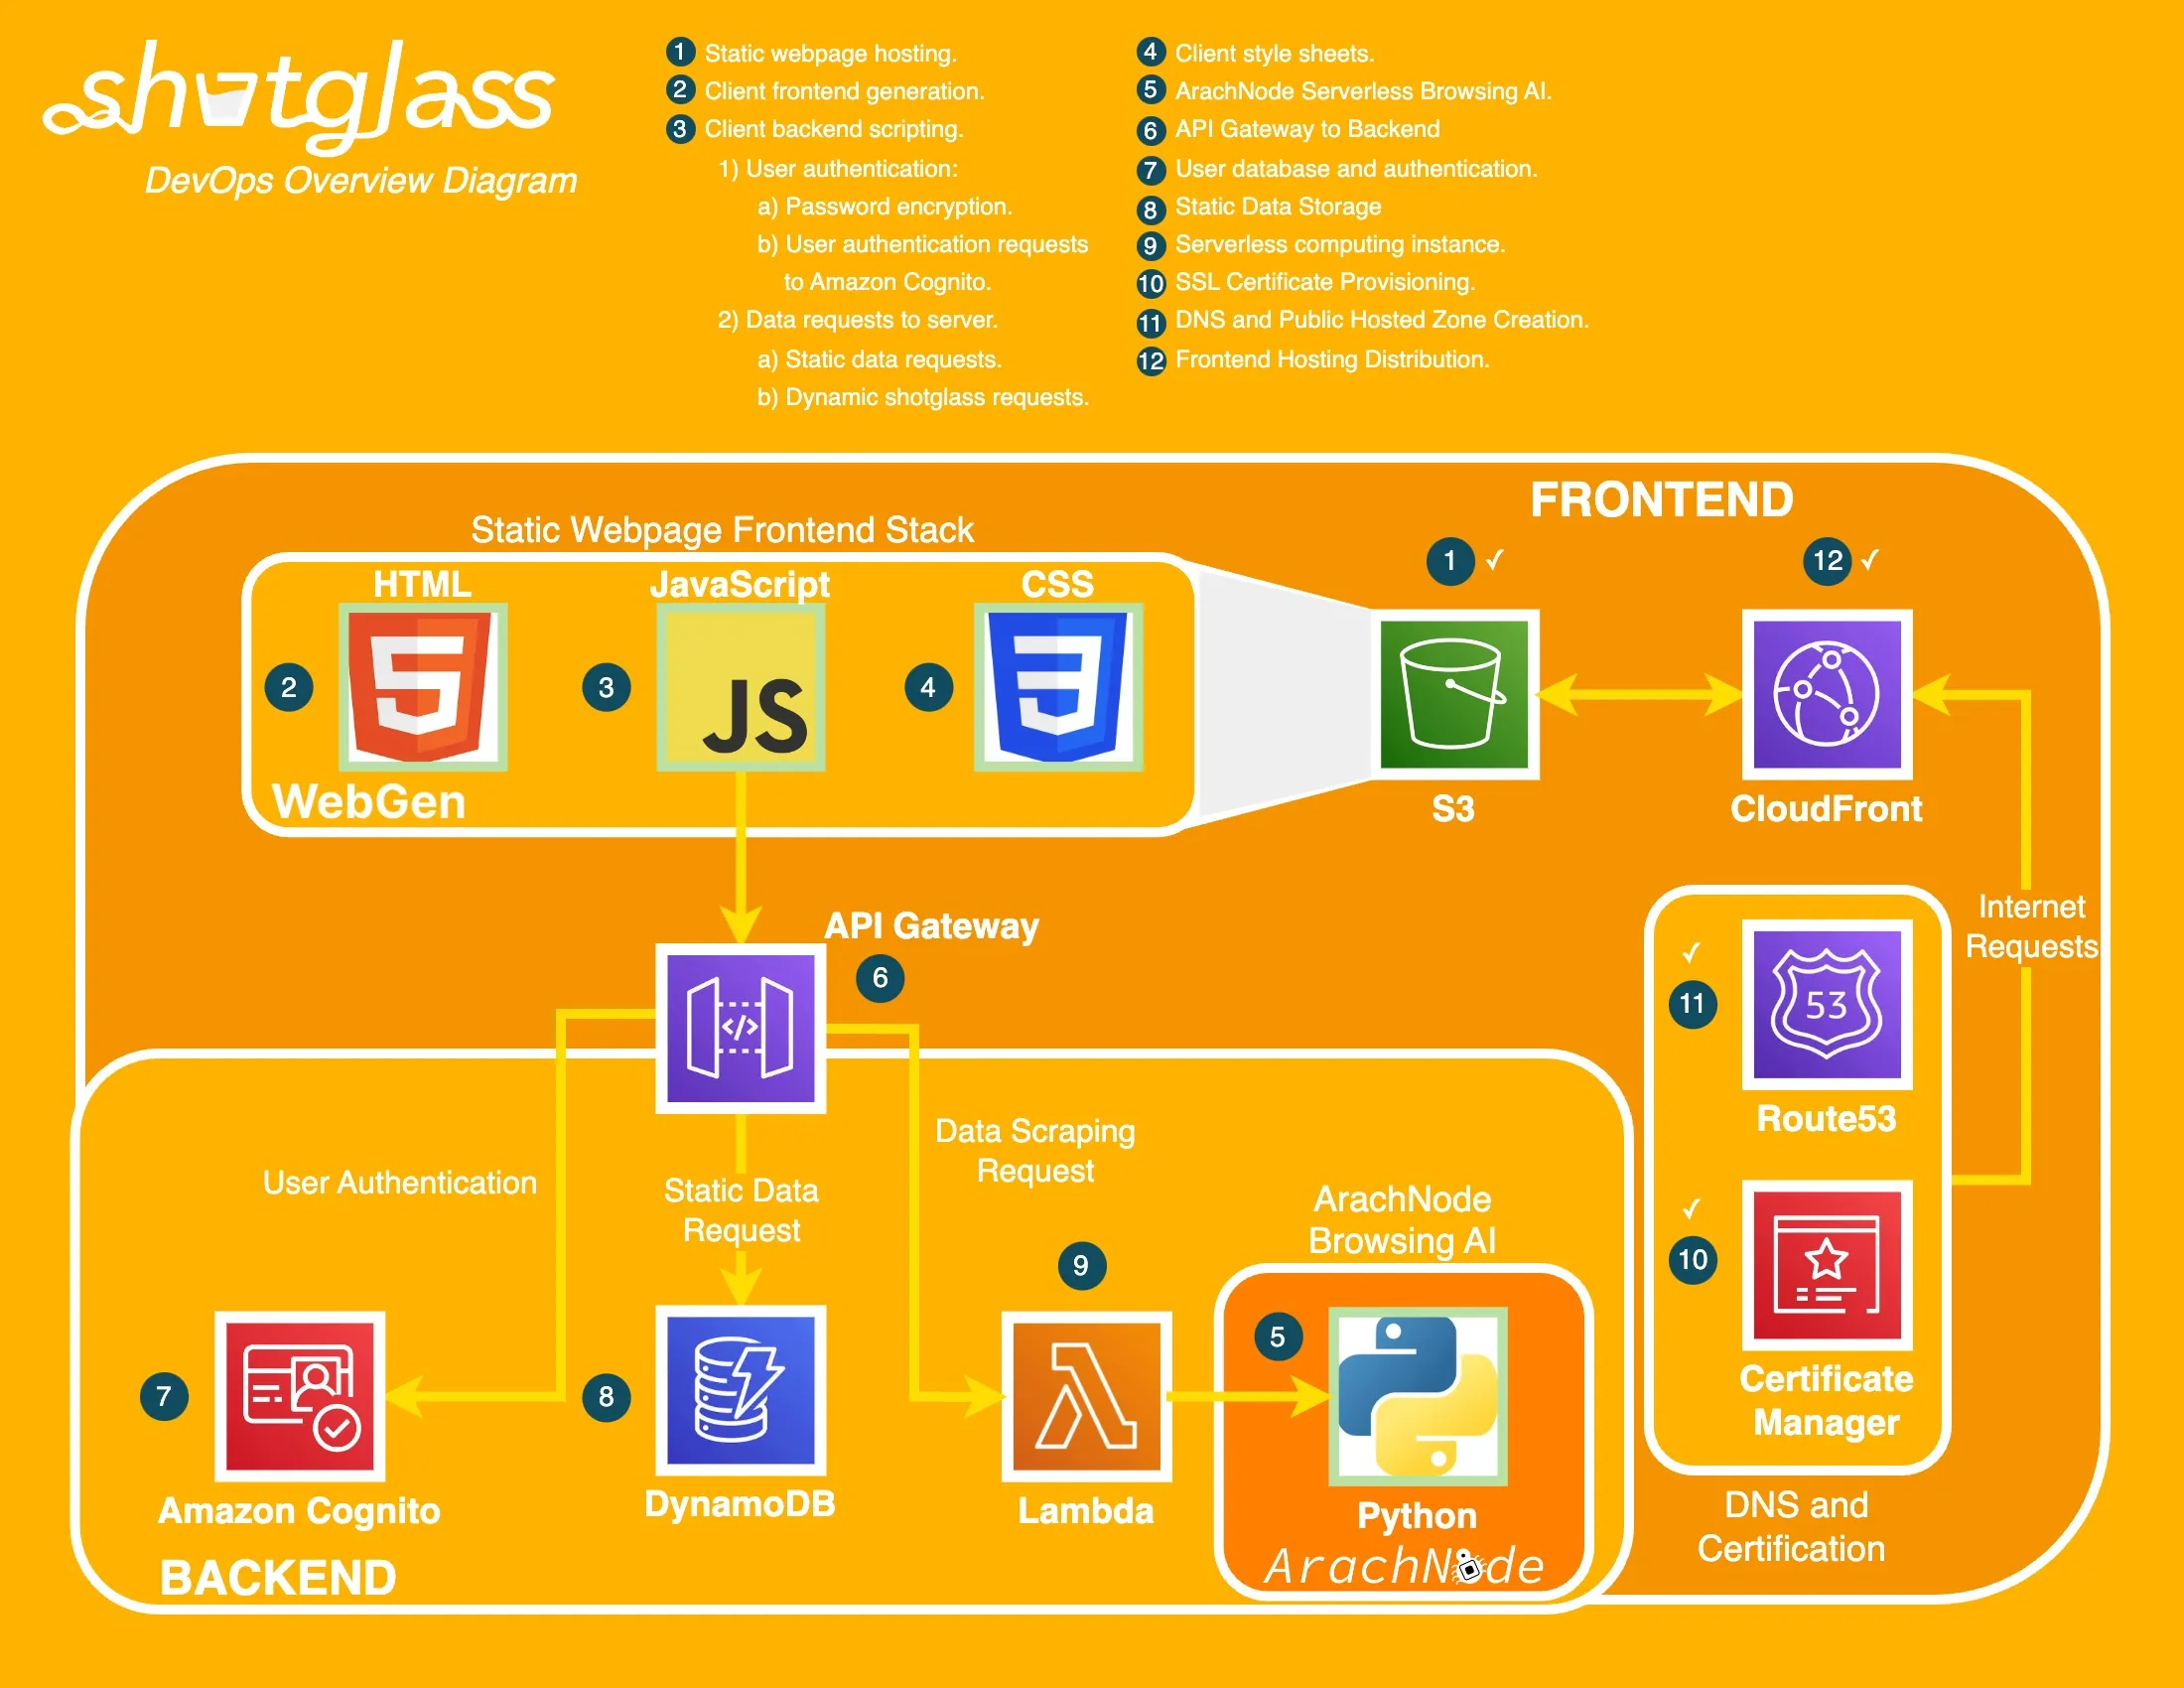 shotglass
DevOps Overview Diagram
1 Static webpage hosting.
2 Client frontend generation.
3 Client backend scripting.
1) User authentication:
a) Password encryption.
b) User authentication requests
to Amazon Cognito.
2) Data requests to server.
a) Static data requests.
b) Dynamic shotglass requests.
4 Client style sheets.
5 ArachNode Serverless Browsing AI.
6 API Gateway to Backend
7 User database and authentication.
8 Static Data Storage
9 Serverless computing instance.
10 SSL Certificate Provisioning.
11 DNS and Public Hosted Zone Creation.
12 Frontend Hosting Distribution.
FRONTEND
Static Webpage Frontend Stack
1 ✓
12 ✓
HTML
JavaScript
CSS
2
3
JS
4
WebGen
S3
CloudFront
Internet
Requests
API Gateway
6
</>
✓
11
53
Route53
Data Scraping
Request
User Authentication
Static Data
Request
ArachNode
Browsing AI
✓
10
9
5
7
8
Certificate
Manager
Amazon Cognito
DynamoDB
Lambda
Python
ArachNode
DNS and
Certification
BACKEND